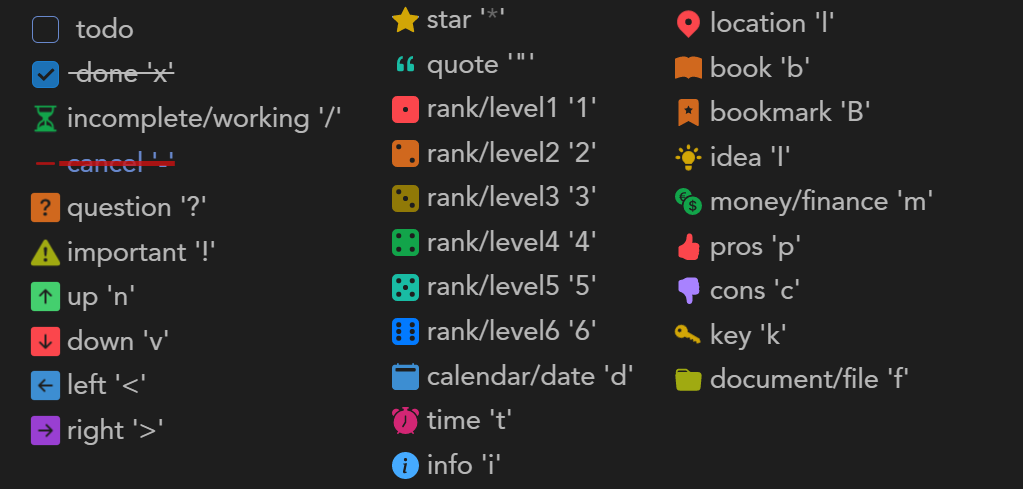 todo
done 'x'
incomplete/working '/'
cancel '-'
question '?'
important '!'
up 'n'
down 'v'
left '<'
right '>'
star '*'
quote '"'
rank/level1 '1'
rank/level2 '2'
rank/level3 '3'
rank/level4 '4'
rank/level5 '5'
rank/level6 '6'
calendar/date 'd'
time 't'
info 'i'
location 'l'
book 'b'
bookmark 'B'
idea 'I'
money/finance 'm'
pros 'p'
cons 'c'
key 'k'
document/file 'f'